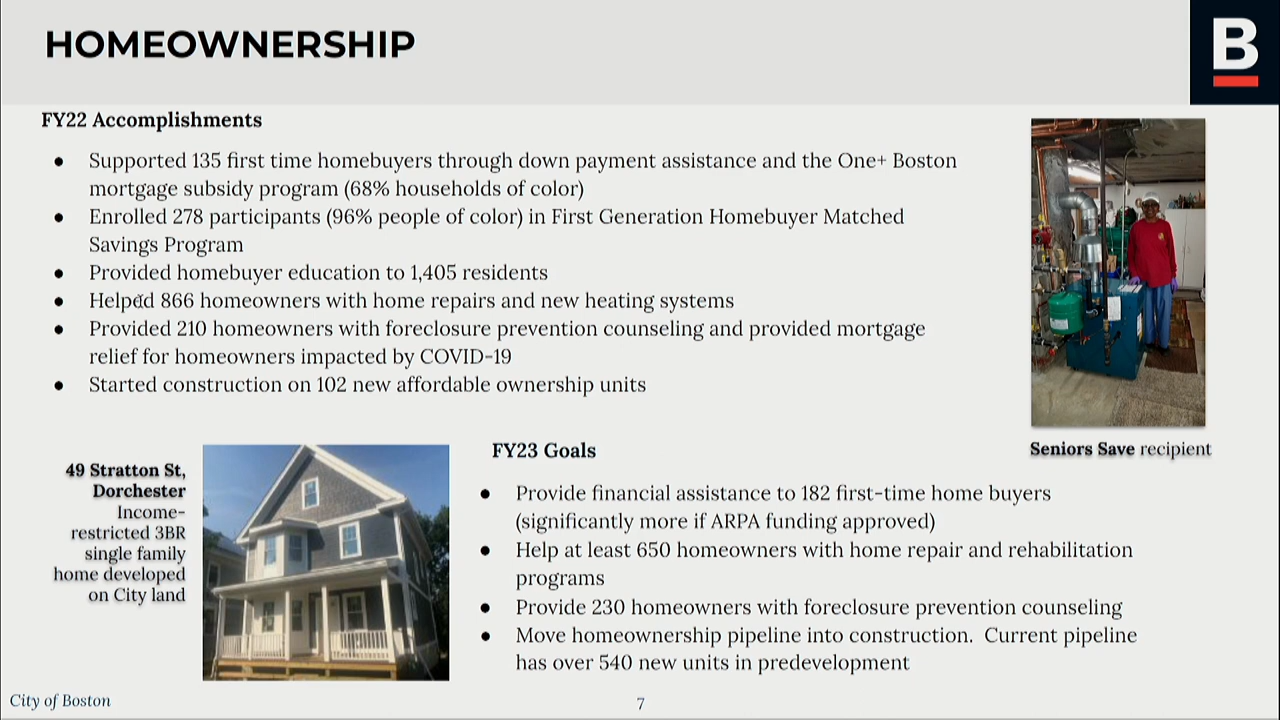 HOMEOWNERSHIP
B
FY22 Accomplishments
● Supported 135 first time homebuyers through down payment assistance and the One+ Boston
mortgage subsidy program (68% households of color)
● Enrolled 278 participants (96% people of color) in First Generation Homebuyer Matched
Savings Program
● Provided homebuyer education to 1,405 residents
● Helped 866 homeowners with home repairs and new heating systems
● Provided 210 homeowners with foreclosure prevention counseling and provided mortgage
relief for homeowners impacted by COVID-19
● Started construction on 102 new affordable ownership units
Seniors Save recipient
49 Stratton St,
Dorchester
Income-
restricted 3BR
single family
home developed
on City land
FY23 Goals
● Provide financial assistance to 182 first-time home buyers
(significantly more if ARPA funding approved)
● Help at least 650 homeowners with home repair and rehabilitation
programs
● Provide 230 homeowners with foreclosure prevention counseling
● Move homeownership pipeline into construction.  Current pipeline
has over 540 new units in predevelopment
City of Boston
7